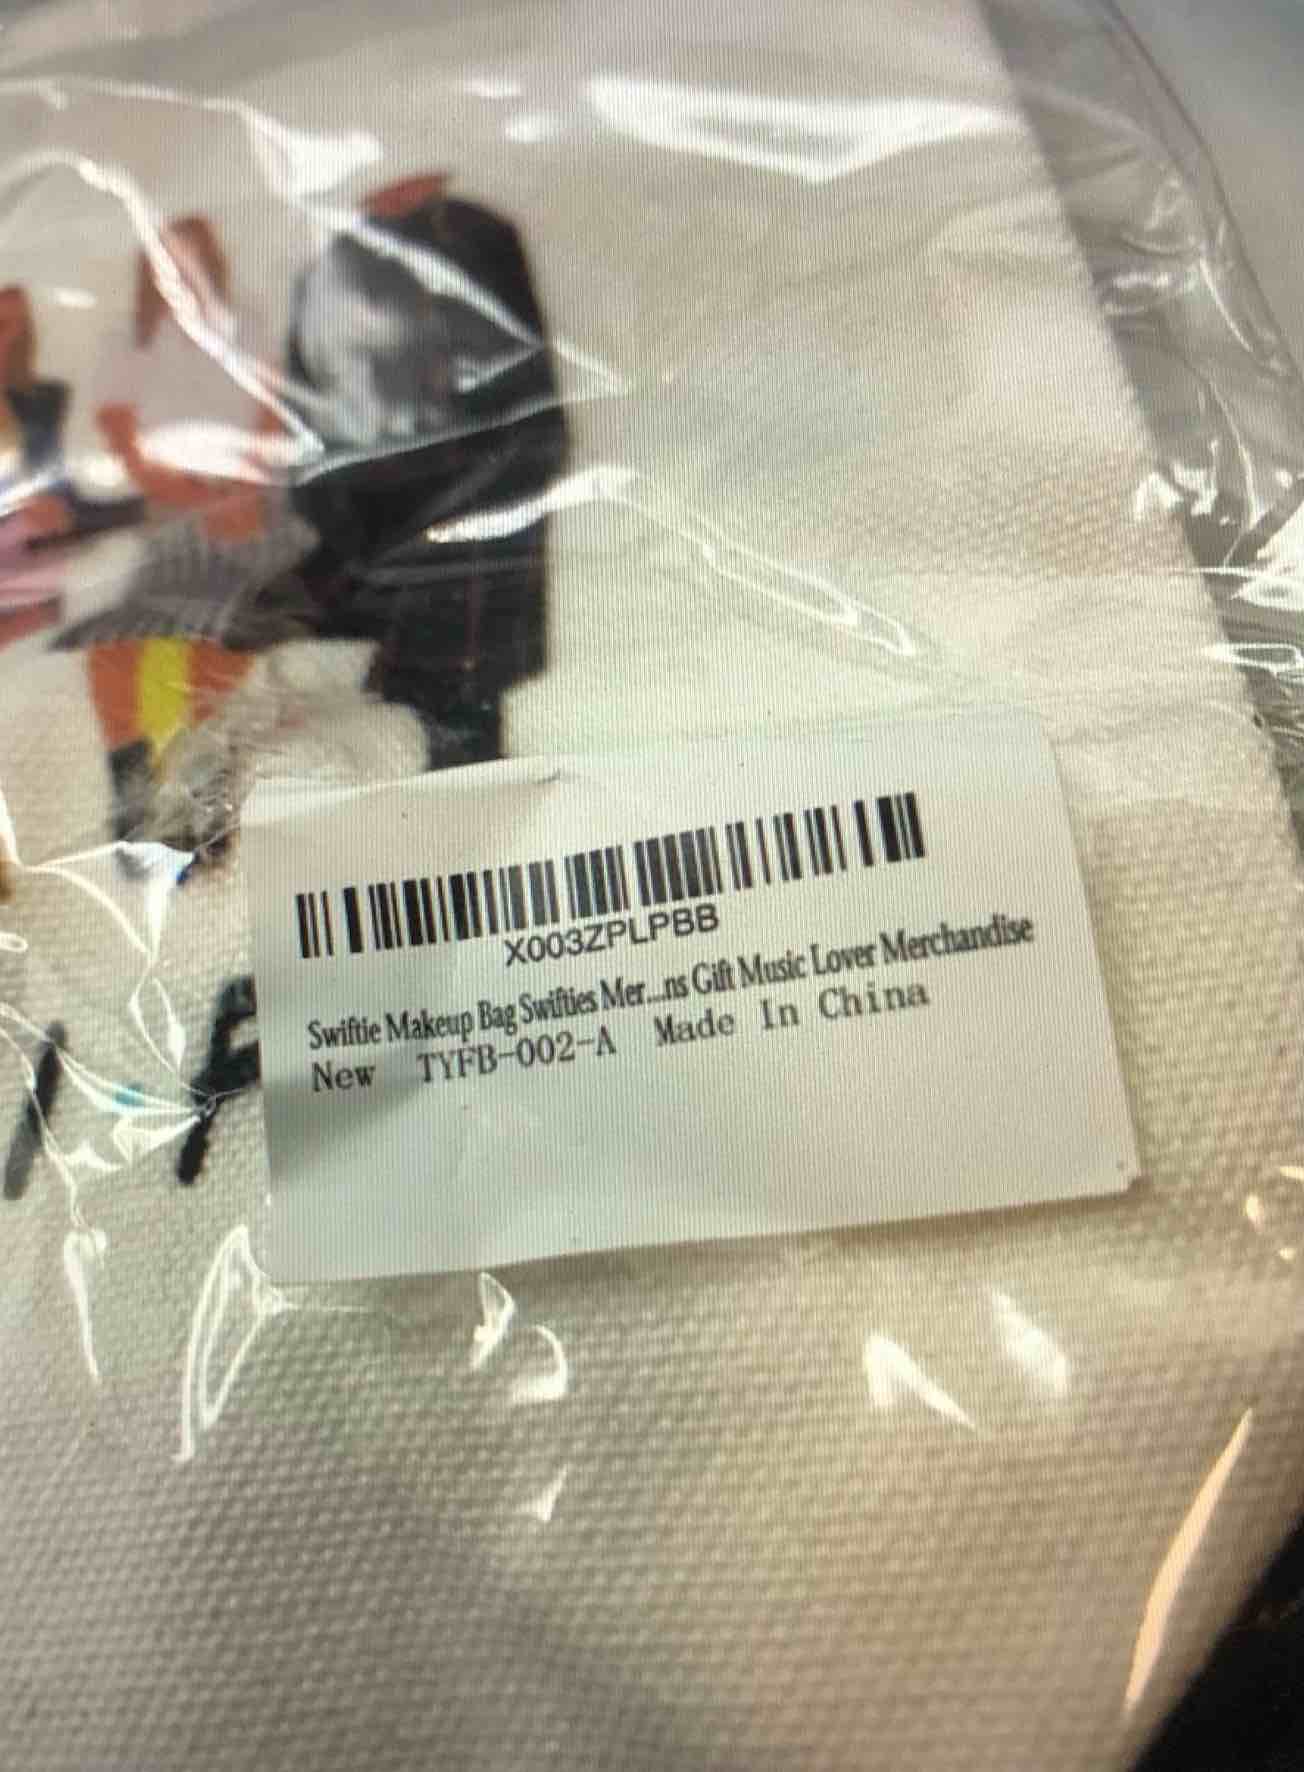 X003ZPLPBB
Swiftie Makeup Bag Swifties Mer...ns Gift Music Lover Merchandise
New TYFB-002-A Made In China